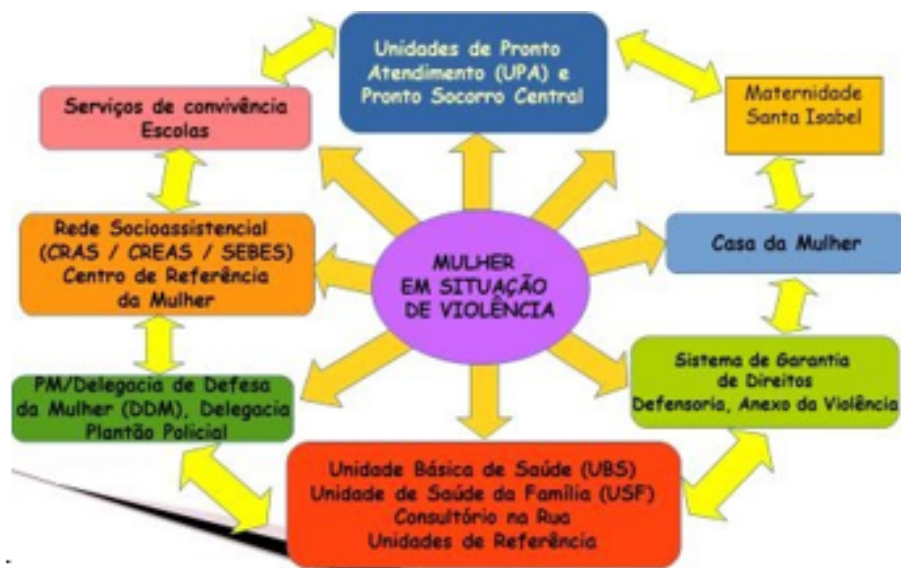 Unidades de Pronto
Atendimento (UPA) e
Pronto Socorro Central
Serviços de convivência
Escolas
Maternidade
Santa Isabel
Rede Socioassistencial
(CRAS / CREAS / SEBES)
Centro de Referência
da Mulher
MULHER
EM SITUAÇÃO
DE VIOLÊNCIA
Casa da Mulher
PM/Delegacia de Defesa
da Mulher (DDM), Delegacia
Plantão Policial
Sistema de Garantia
de Direitos
Defensoria, Anexo da Violência
Unidade Básica de Saúde (UBS)
Unidade de Saúde da Família (USF)
Consultório na Rua
Unidades de Referência